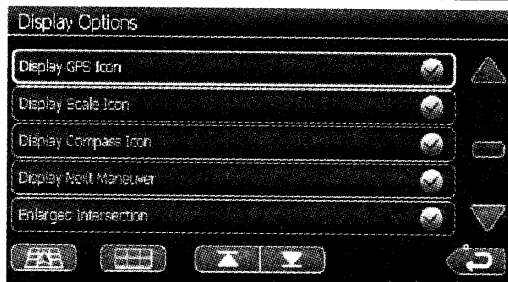 Display Options
Display GPS Icon
Display Scale Icon
Display Compass Icon
Display Next Maneuver
Enlarged Intersection